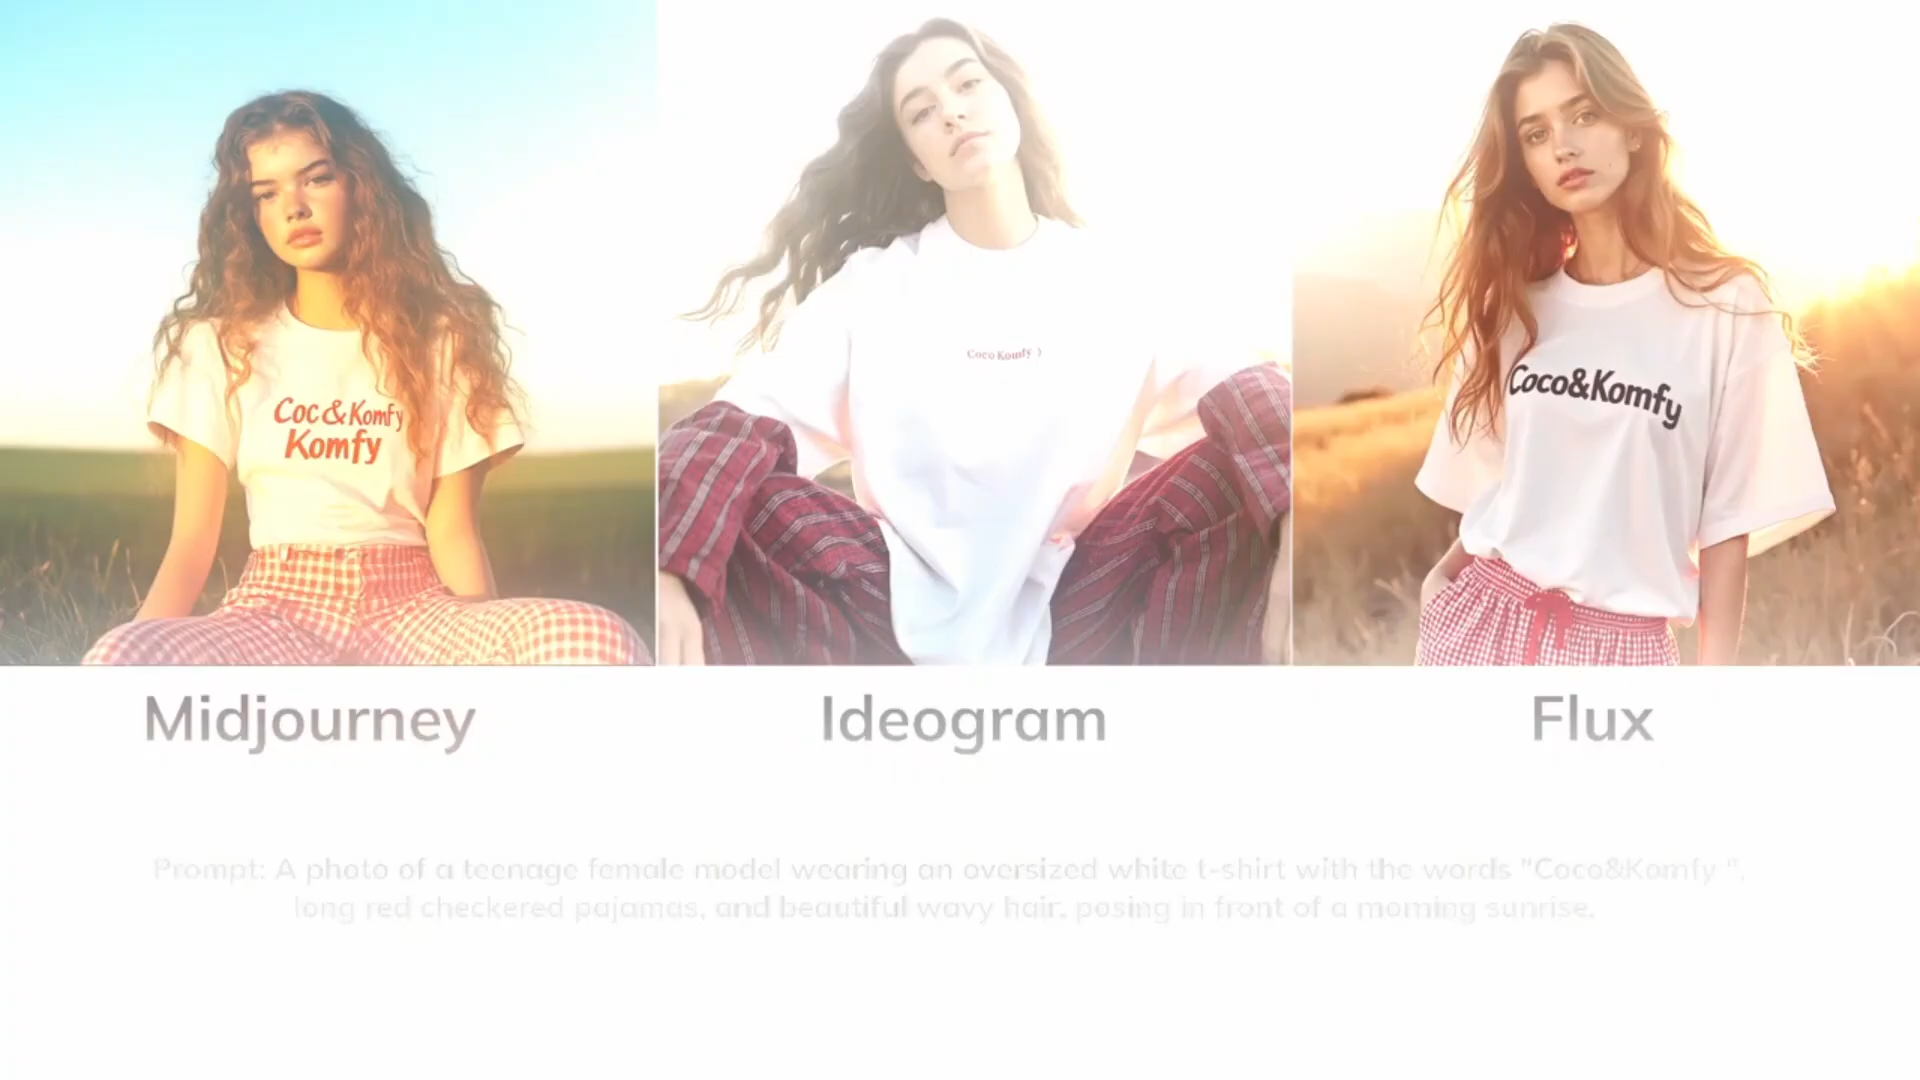 Coc&Komfy
Komfy
Coco Komfy )
Coco&Komfy
Midjourney
Ideogram
Flux
Prompt: A photo of a teenage female model wearing an oversized white t-shirt with the words "Coco&Komfy ",
long red checkered pajamas, and beautiful wavy hair, posing in front of a morning sunrise.